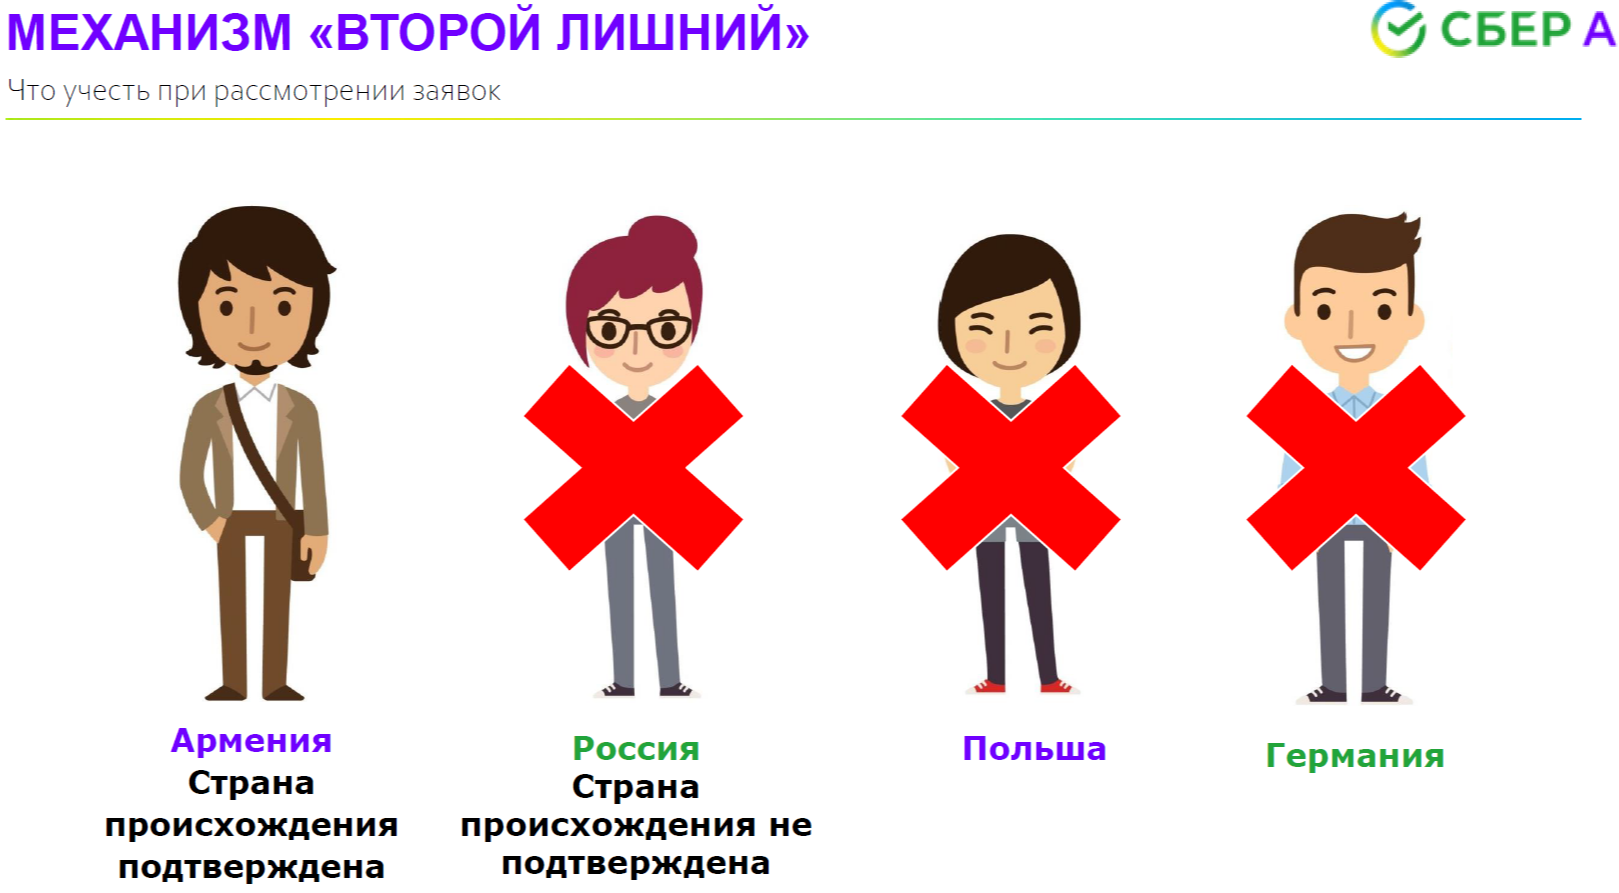 МЕХАНИЗМ «ВТОРОЙ ЛИШНИЙ»
СБЕР А
Что учесть при рассмотрении заявок
Армения
Страна
происхождения
подтверждена
Россия
Страна
происхождения не
подтверждена
Польша
Германия